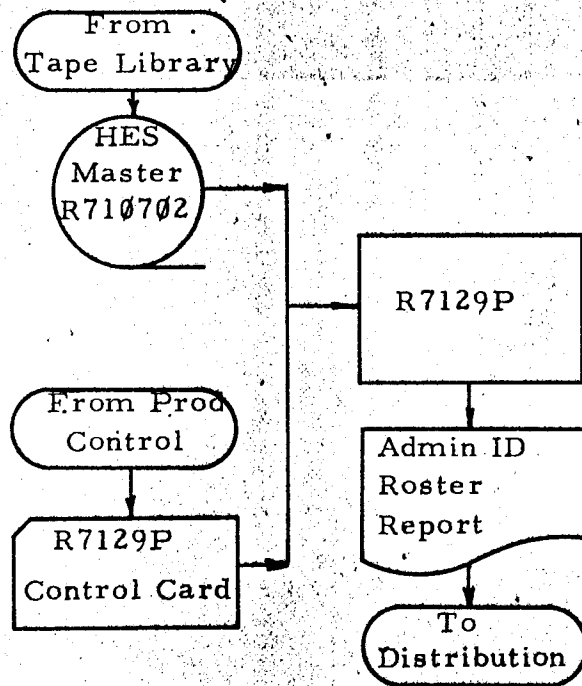 From
Tape Library
HES
Master
R71Ø7Ø2
R7129P
From Prod
Control
R7129P
Control Card
Admin ID
Roster
Report
To
Distribution